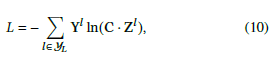 L = − ∑_{l∈𝒴_L} Y^l ln(C · Z^l), (10)